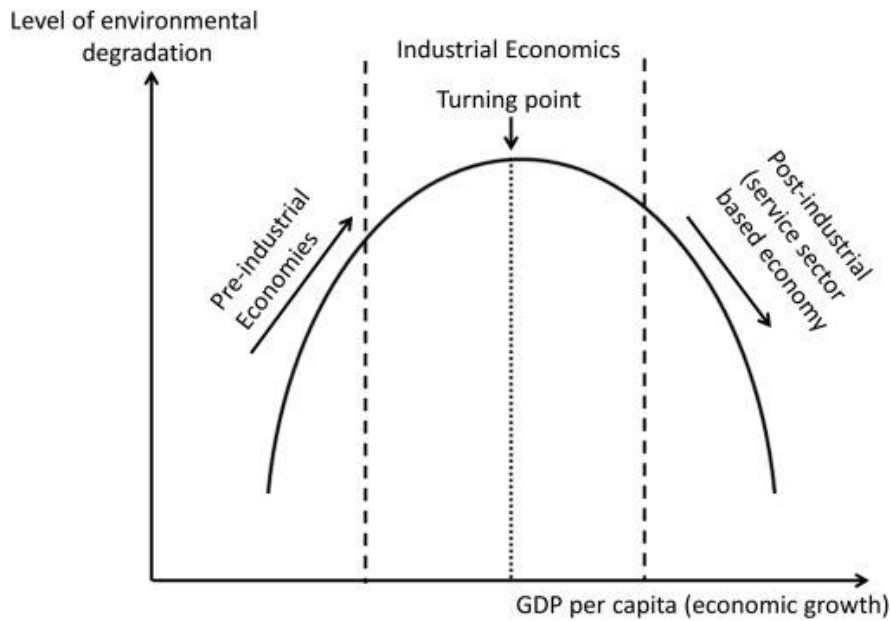 Level of environmental
degradation
Industrial Economics
Turning point
Pre-industrial
Economies
Post-industrial
(service sector
based economy
GDP per capita (economic growth)